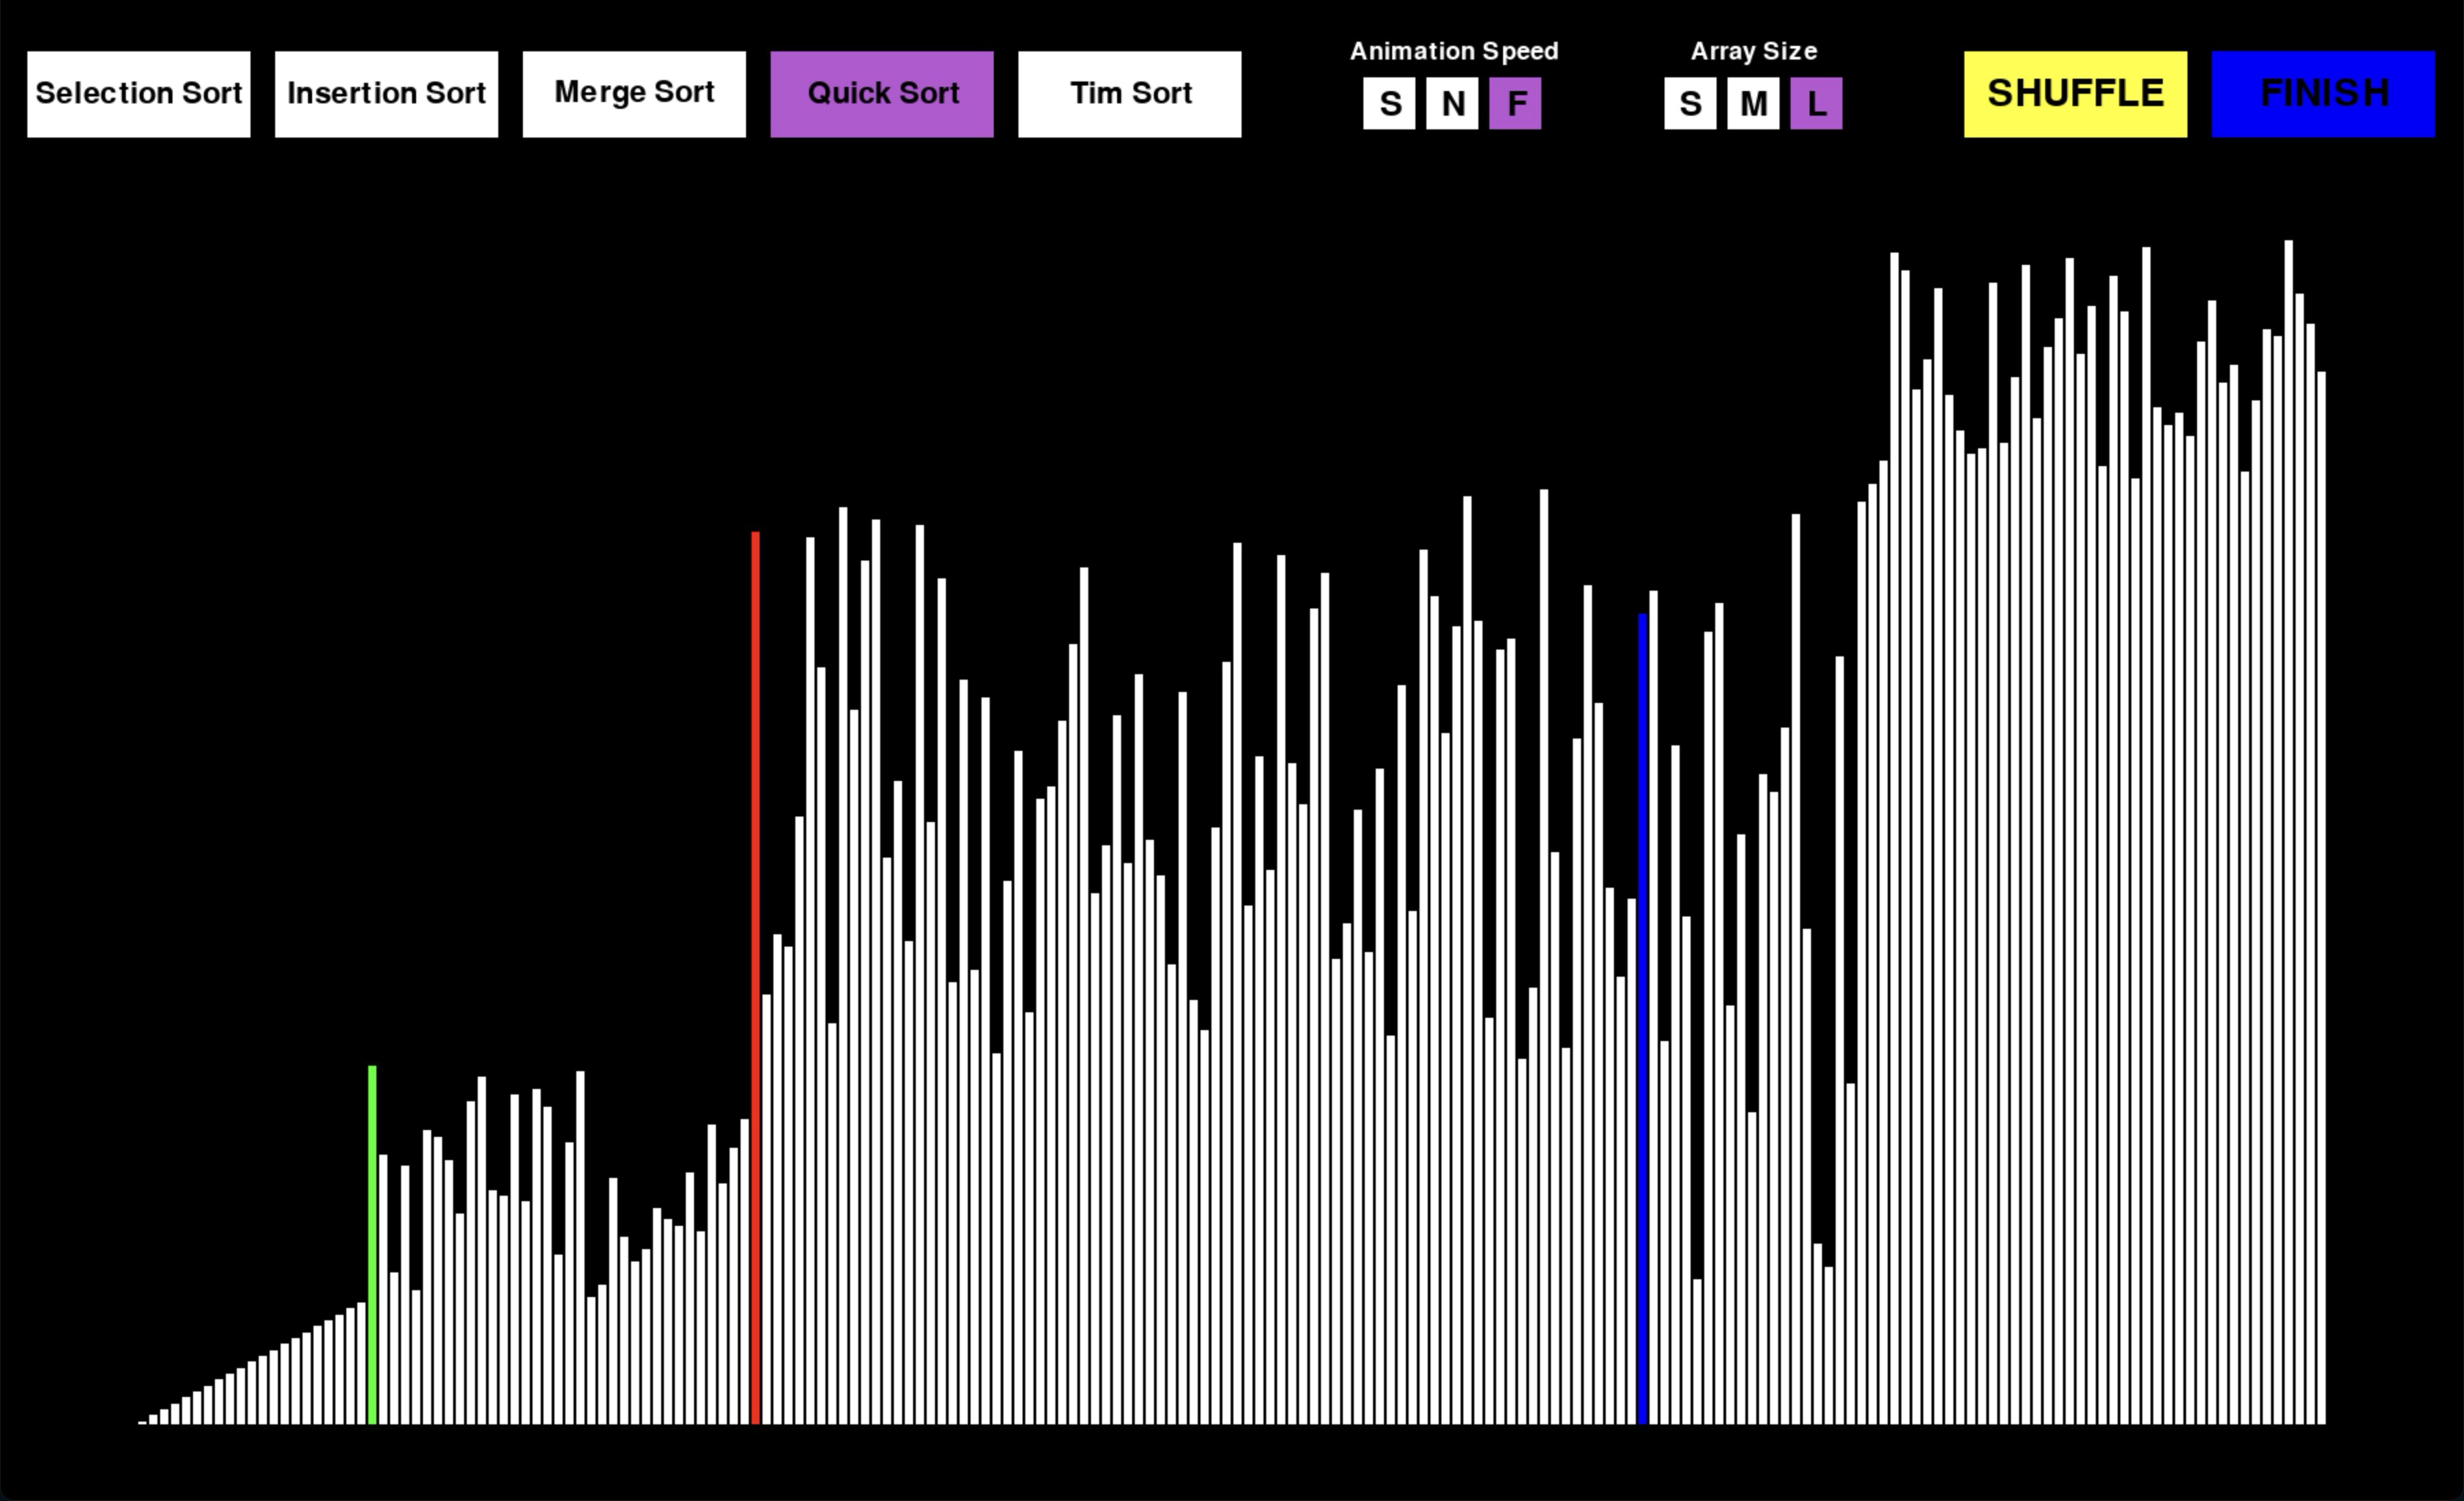 Selection Sort
Insertion Sort
Merge Sort
Quick Sort
Tim Sort
Animation Speed
S N F
Array Size
S M L
SHUFFLE
FINISH